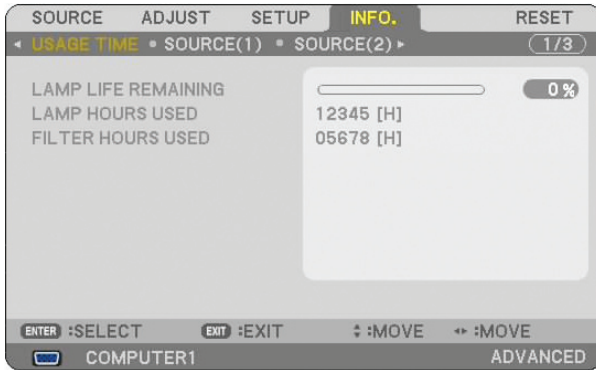 SOURCE ADJUST SETUP INFO. RESET
USAGE TIME SOURCE(1) SOURCE(2) (1/3)
LAMP LIFE REMAINING 0 %
LAMP HOURS USED 12345 [H]
FILTER HOURS USED 05678 [H]
ENTER :SELECT EXIT :EXIT :MOVE :MOVE
COMPUTER1 ADVANCED